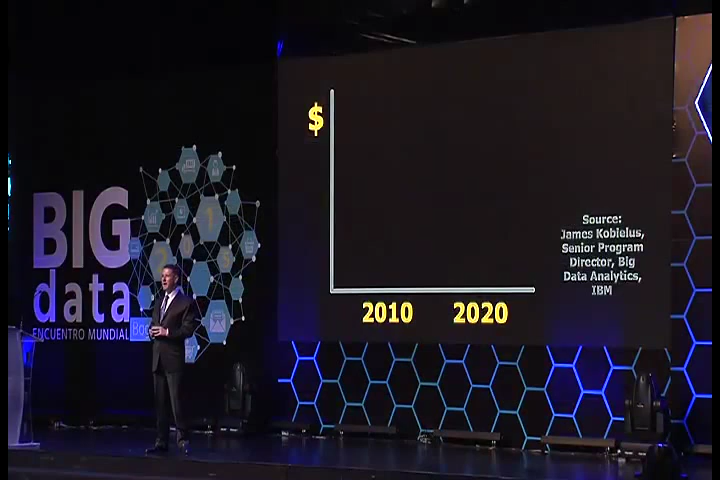 BIG
data
ENCUENTRO MUNDIAL
$
2010 2020
Source:
James Kobielus,
Senior Program
Director, Big
Data Analytics,
IBM